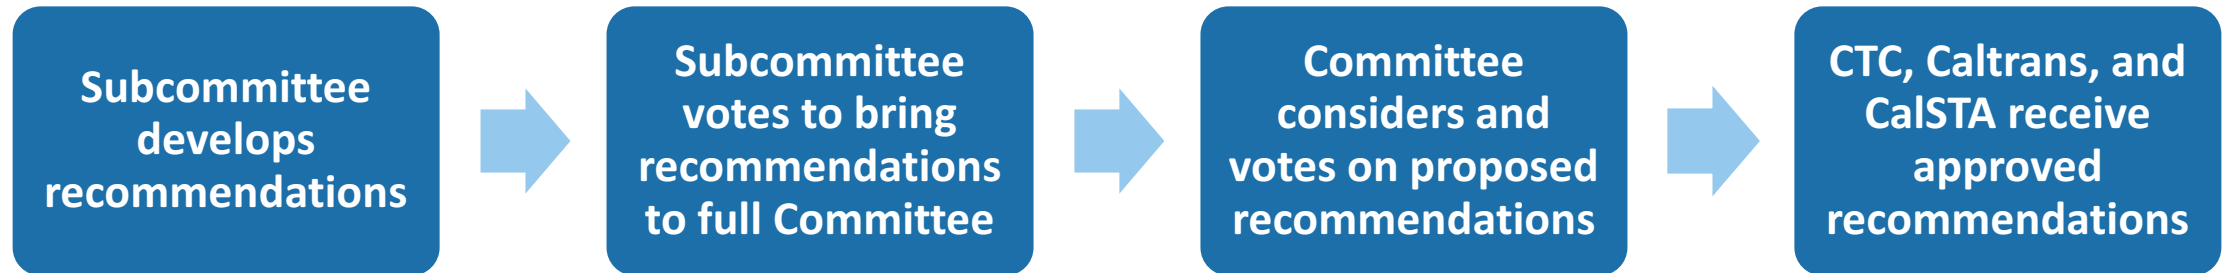 Subcommittee
develops
recommendations
Subcommittee
votes to bring
recommendations
to full Committee
Committee
considers and
votes on proposed
recommendations
CTC, Caltrans, and
CalSTA receive
approved
recommendations